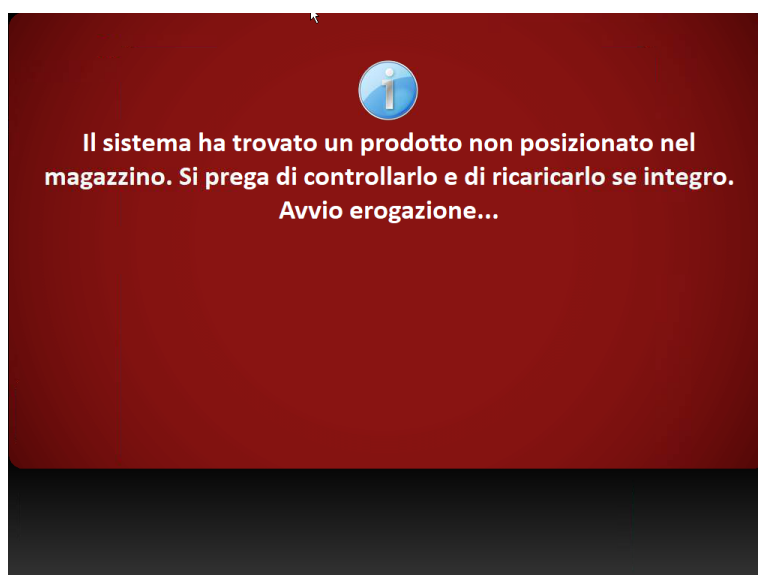 Il sistema ha trovato un prodotto non posizionato nel
magazzino. Si prega di controllarlo e di ricaricarlo se integro.
Avvio erogazione...